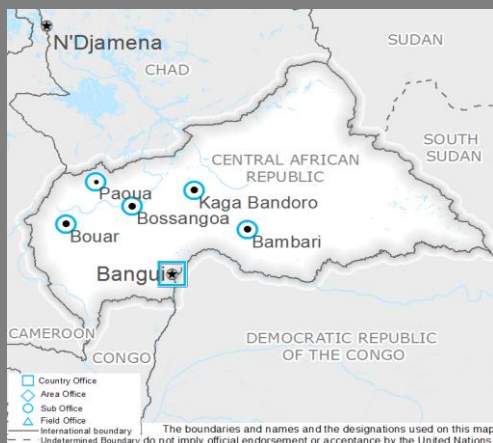 N'Djamena
SUDAN
CHAD
SOUTH
SUDAN
CENTRAL AFRICAN
REPUBLIC
Paoua
Kaga Bandoro
Bossangoa
Bouar
Bambari
Bangui
CAMEROON
DEMOCRATIC REPUBLIC
OF THE CONGO
CONGO
Country Office
Area Office
Sub Office
Field Office
International boundary
Undetermined Boundary
The boundaries and names and the designations used on this map
do not imply official endorsement or acceptance by the United Nations